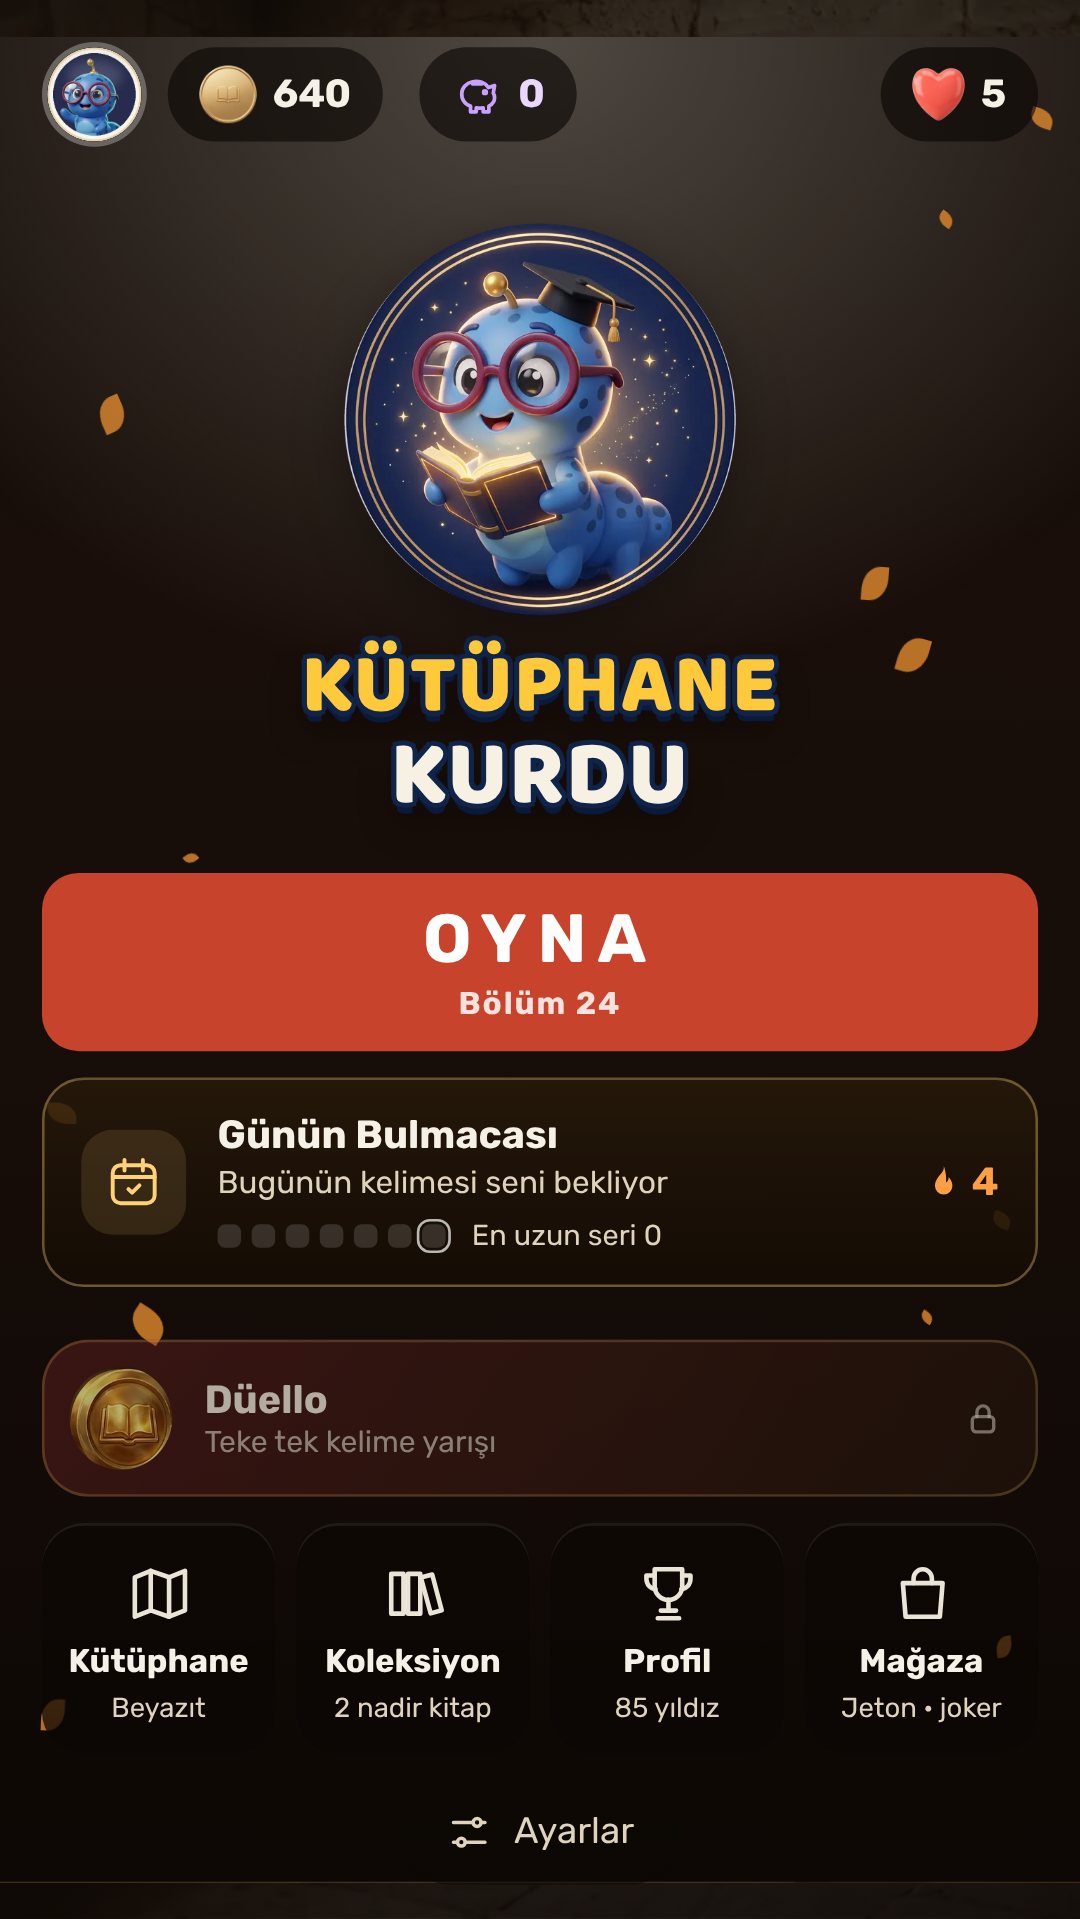 640
0
5
KÜTÜPHANE
KURDU
OYNA
Bölüm 24
Günün Bulmacası
Bugünün kelimesi seni bekliyor
4
En uzun seri 0
Düello
Teke tek kelime yarışı
Kütüphane
Beyazıt
Koleksiyon
2 nadir kitap
Profil
85 yıldız
Mağaza
Jeton • joker
Ayarlar